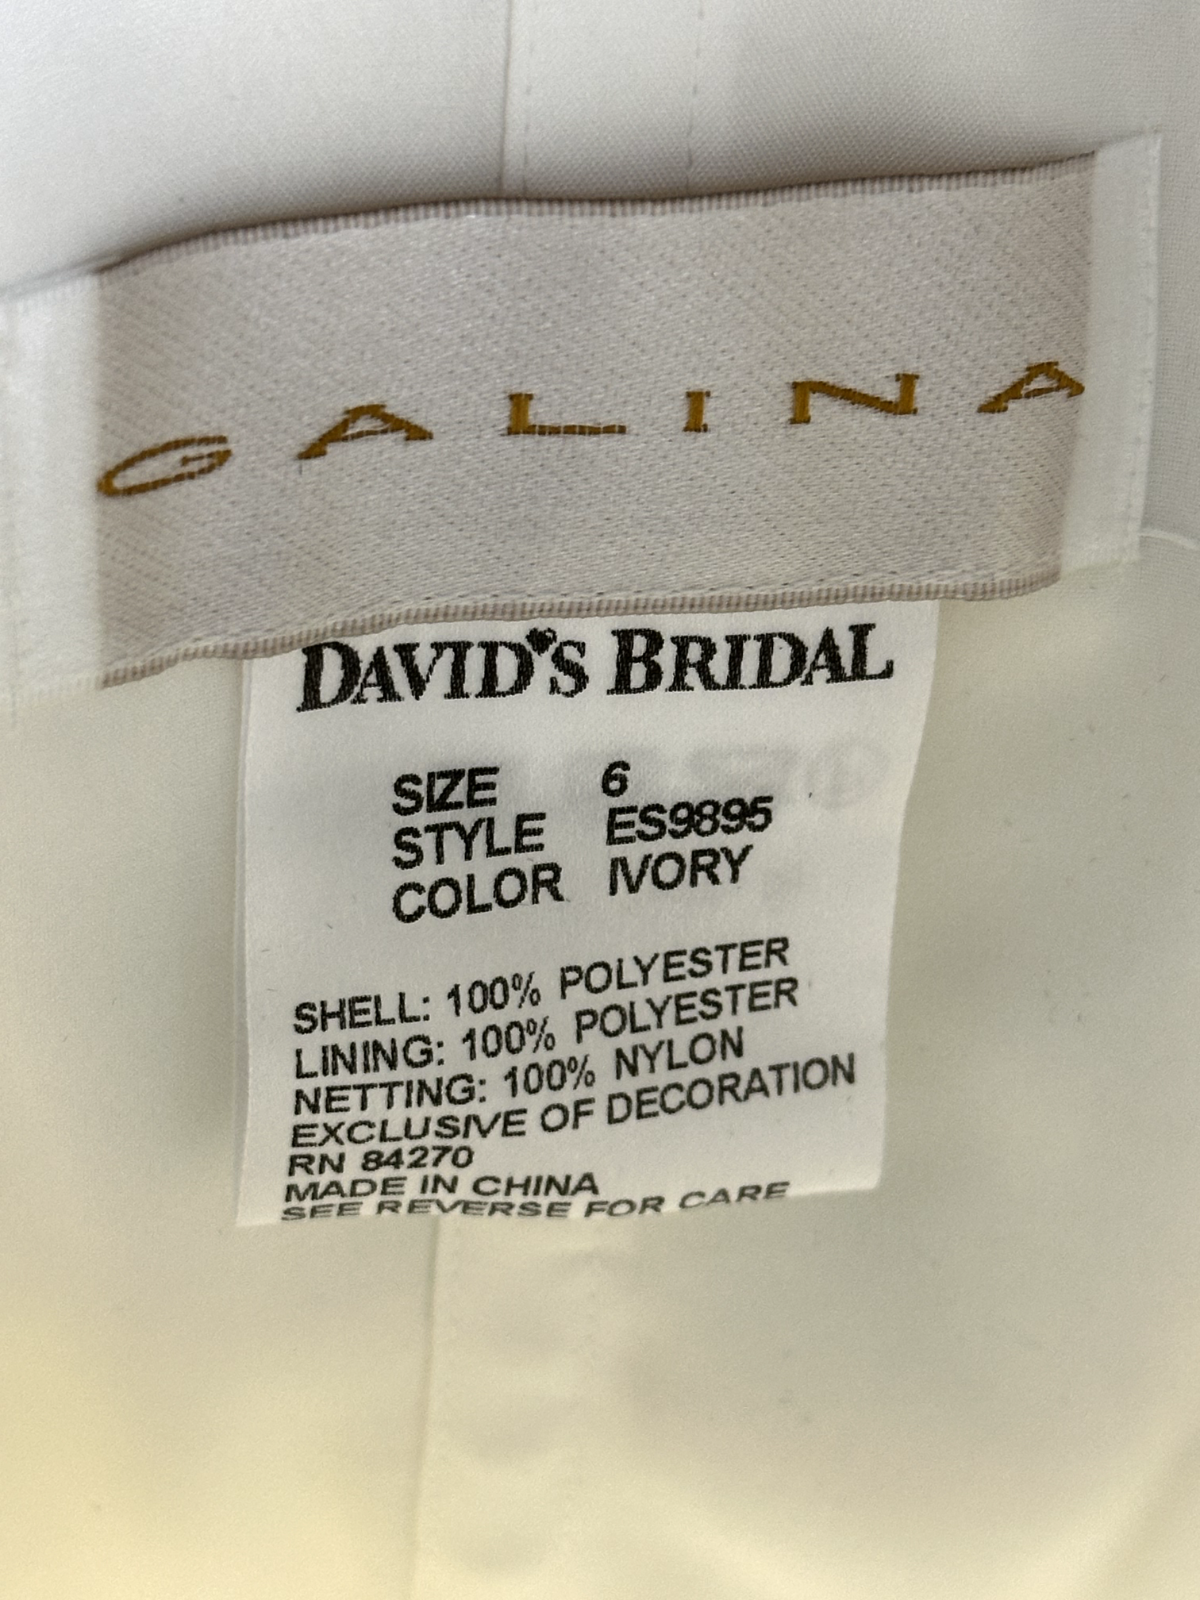 GALINA
DAVID'S BRIDAL
SIZE 6
STYLE ES9895
COLOR IVORY
SHELL: 100% POLYESTER
LINING: 100% POLYESTER
NETTING: 100% NYLON
EXCLUSIVE OF DECORATION
RN 84270
MADE IN CHINA
SEE REVERSE FOR CARE